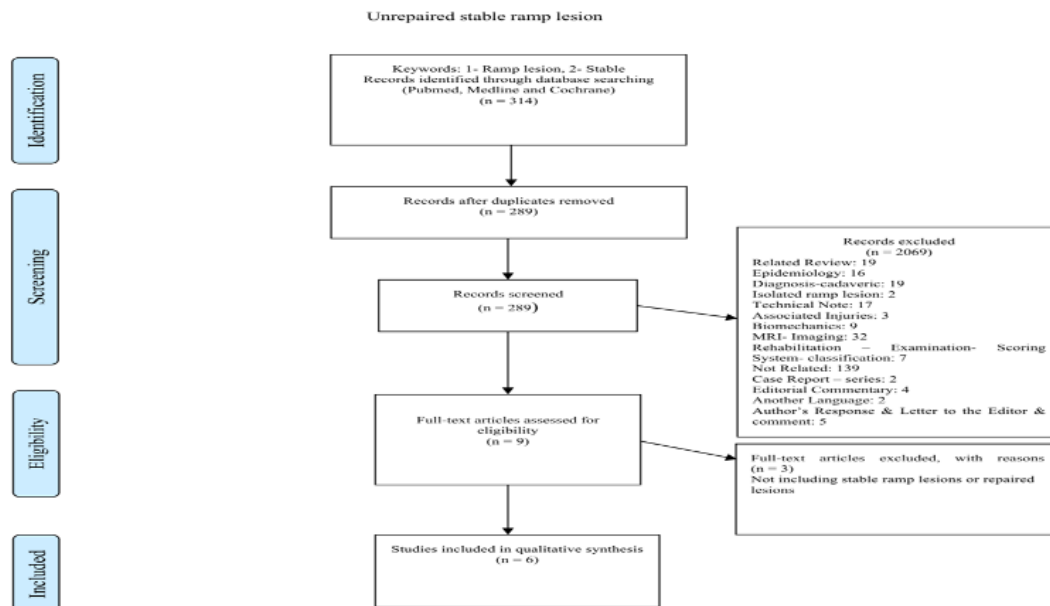 Unrepaired stable ramp lesion
Identification
Keywords: 1- Ramp lesion, 2- Stable
Records identified through database searching
(Pubmed, Medline and Cochrane)
(n = 314)
Screening
Records after duplicates removed
(n = 289)
Records screened
(n = 289)
Records excluded
(n = 2069)
Related Review: 19
Epidemiology: 16
Diagnosis-cadaveric: 19
Isolated ramp lesion: 2
Technical Note: 17
Associated Injuries: 3
Biomechanics: 9
MRI- Imaging: 32
Rehabilitation – Examination- Scoring
System- classification: 7
Not Related: 139
Case Report – series: 2
Editorial Commentary: 4
Another Language: 2
Author's Response & Letter to the Editor &
comment: 5
Eligibility
Full-text articles assessed for
eligibility
(n = 9)
Full-text articles excluded, with reasons
(n = 3)
Not including stable ramp lesions or repaired
lesions
Included
Studies included in qualitative synthesis
(n = 6)